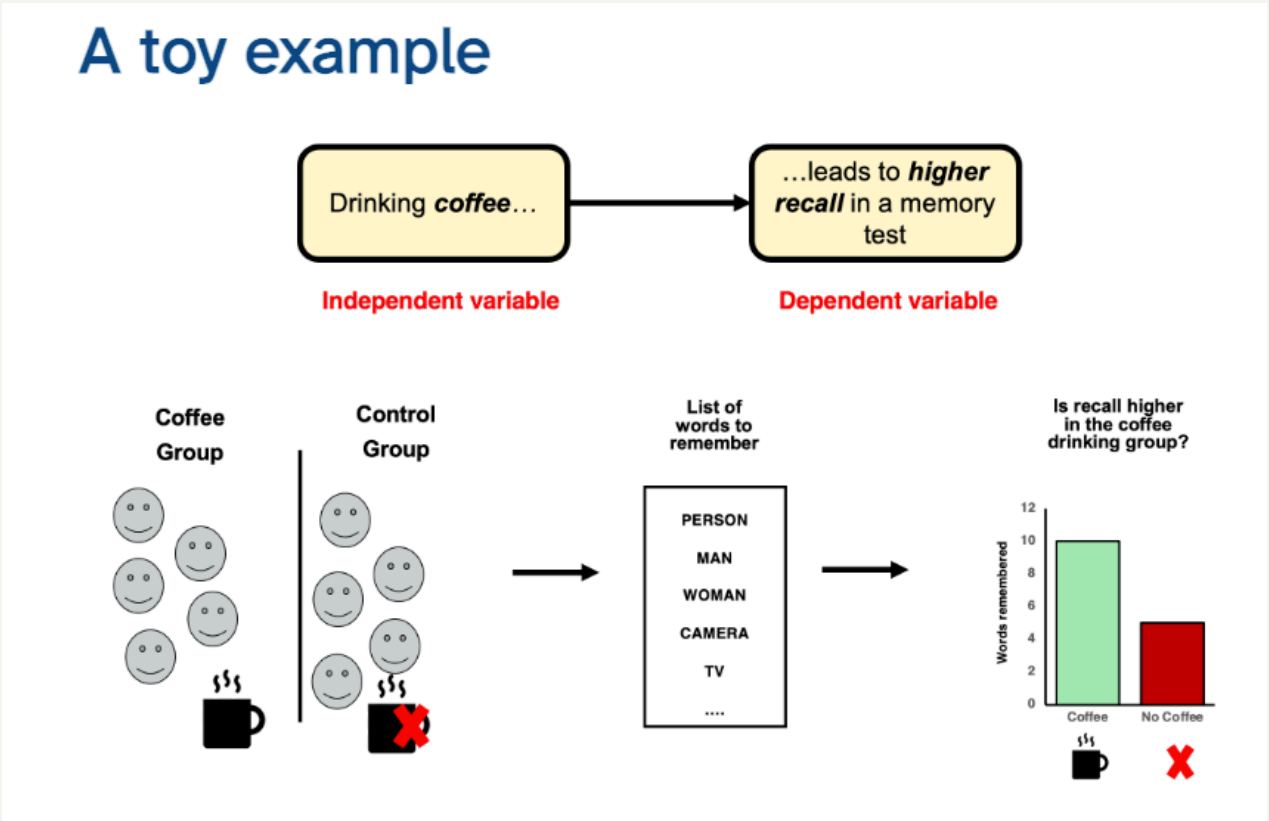 A toy example
Drinking coffee…
…leads to higher
recall in a memory
test
Independent variable
Dependent variable
Coffee
Group
Control
Group
List of
words to
remember
PERSON
MAN
WOMAN
CAMERA
TV
....
Is recall higher
in the coffee
drinking group?
Words remembered
12
10
8
6
4
2
0
Coffee
No Coffee